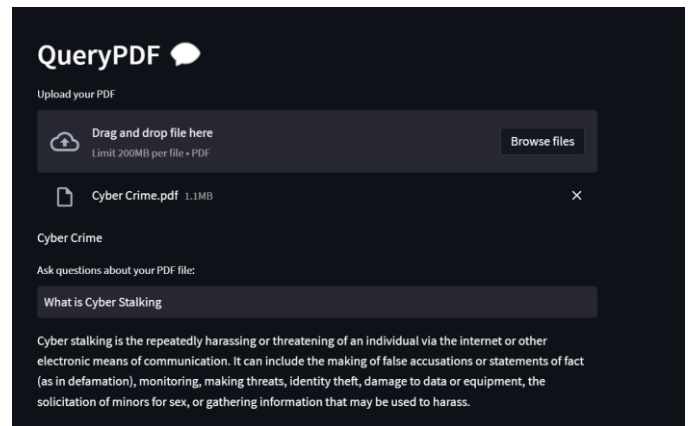 QueryPDF 💬
Upload your PDF
Drag and drop file here
Limit 200MB per file • PDF
Browse files
Cyber Crime.pdf 1.1MB
Cyber Crime
Ask questions about your PDF file:
What is Cyber Stalking
Cyber stalking is the repeatedly harassing or threatening of an individual via the internet or other
electronic means of communication. It can include the making of false accusations or statements of fact
(as in defamation), monitoring, making threats, identity theft, damage to data or equipment, the
solicitation of minors for sex, or gathering information that may be used to harass.